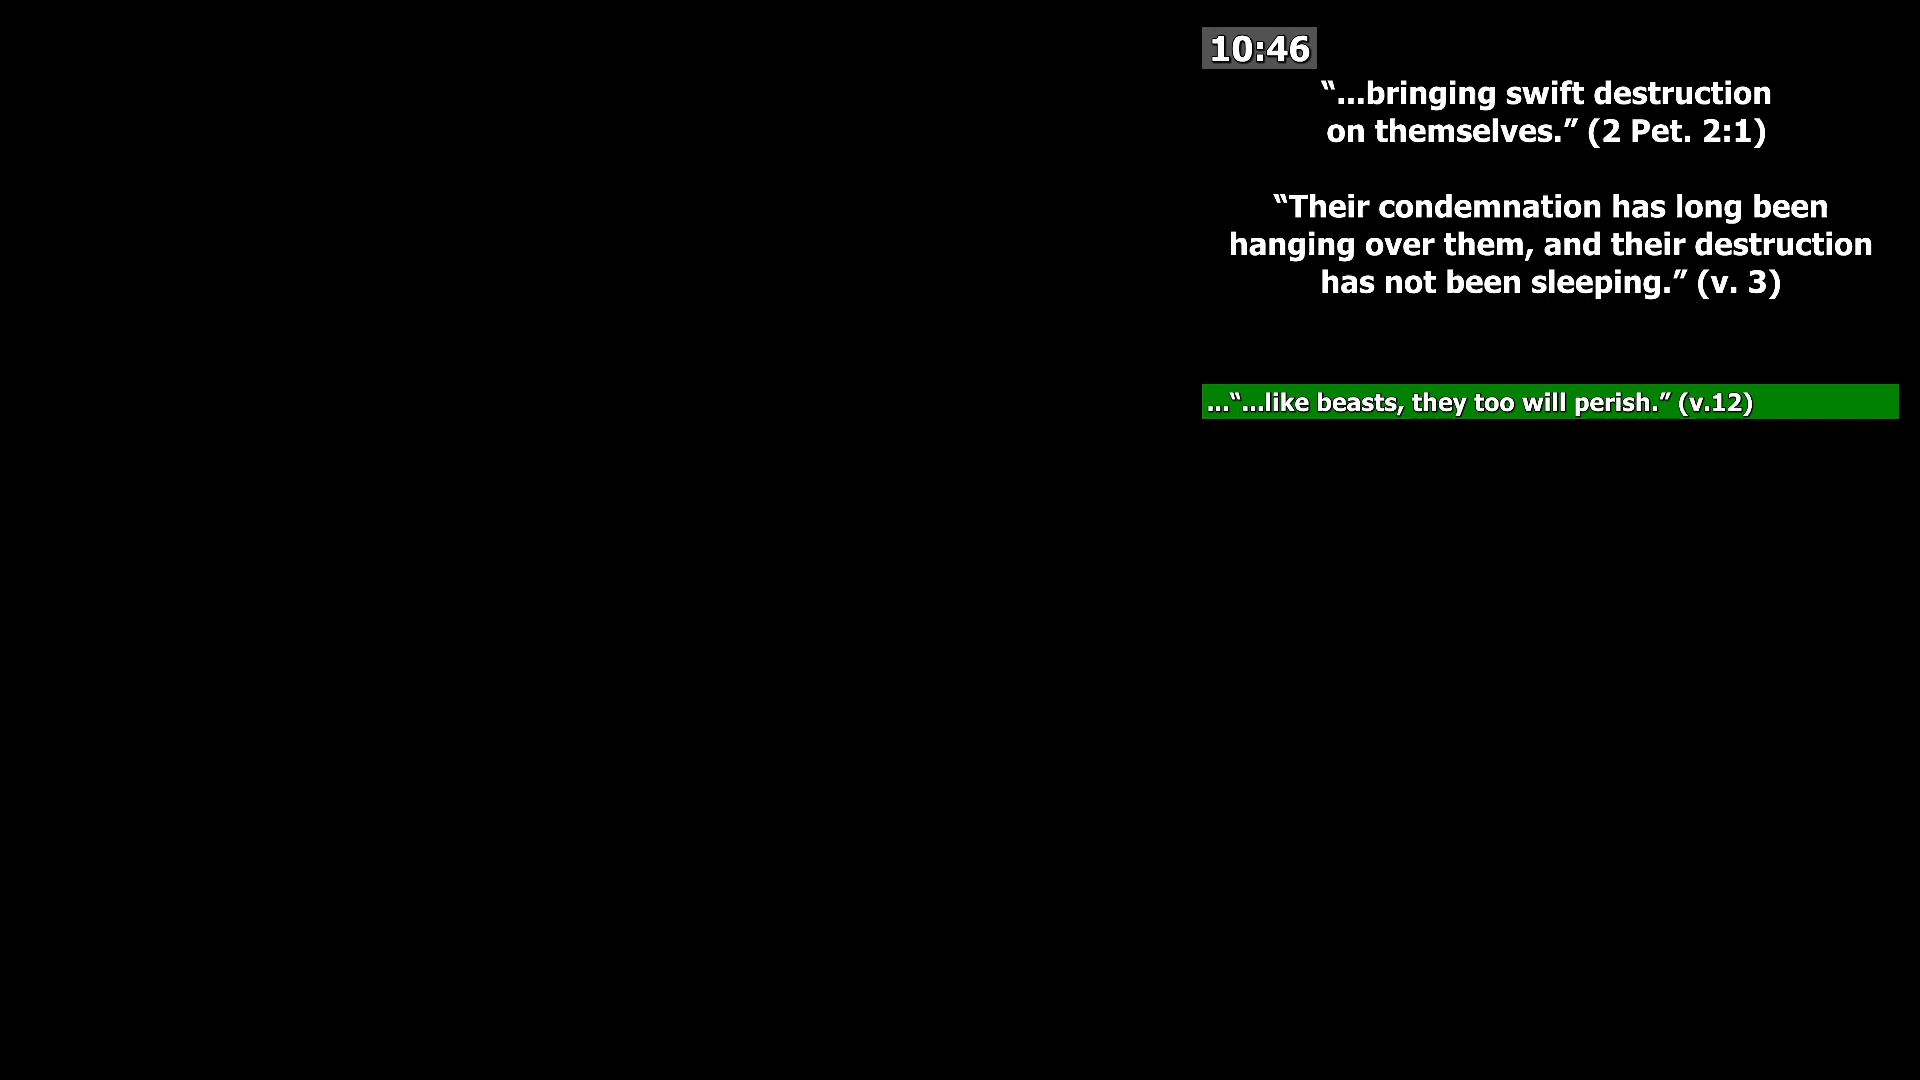 10:46
“...bringing swift destruction
on themselves.” (2 Pet. 2:1)
“Their condemnation has long been
hanging over them, and their destruction
has not been sleeping.” (v. 3)
...“...like beasts, they too will perish.” (v.12)